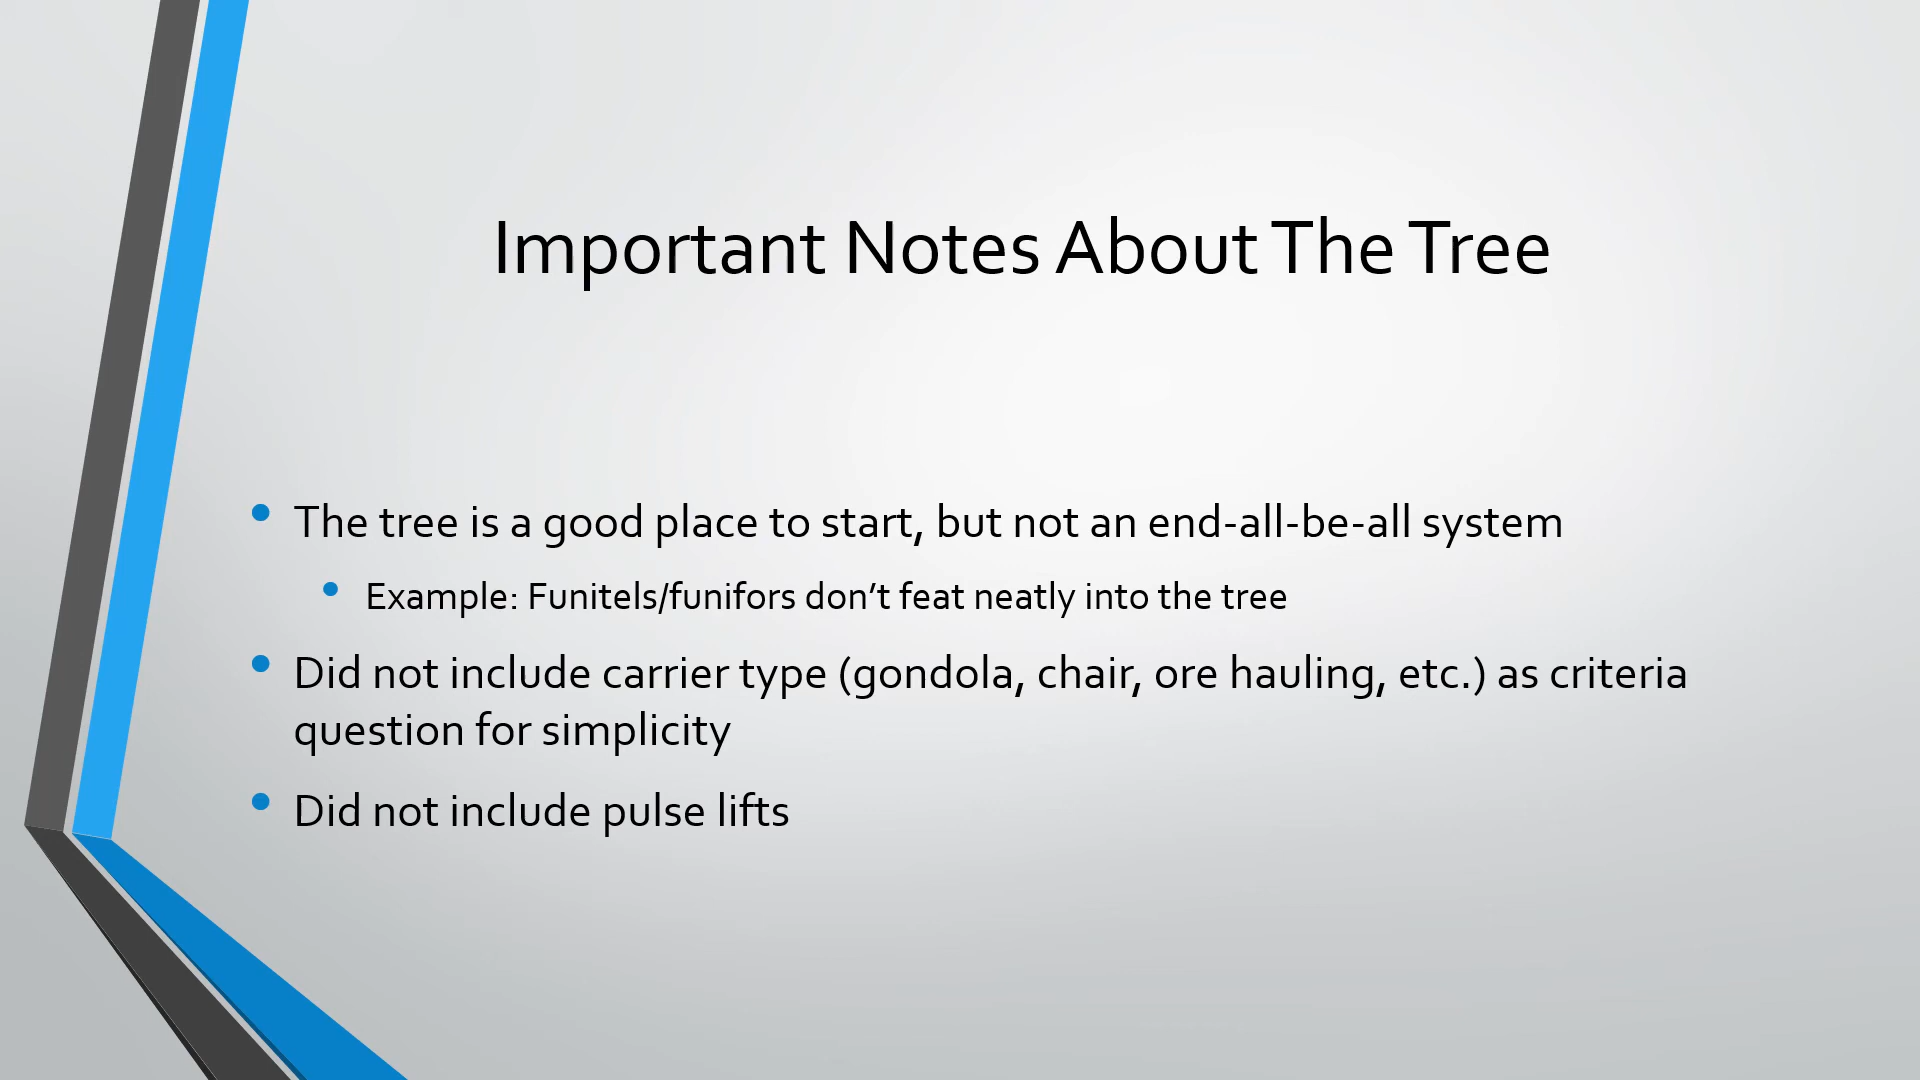 Important Notes About The Tree
• The tree is a good place to start, but not an end-all-be-all system
• Example: Funitels/funifors don’t feat neatly into the tree
• Did not include carrier type (gondola, chair, ore hauling, etc.) as criteria
question for simplicity
• Did not include pulse lifts